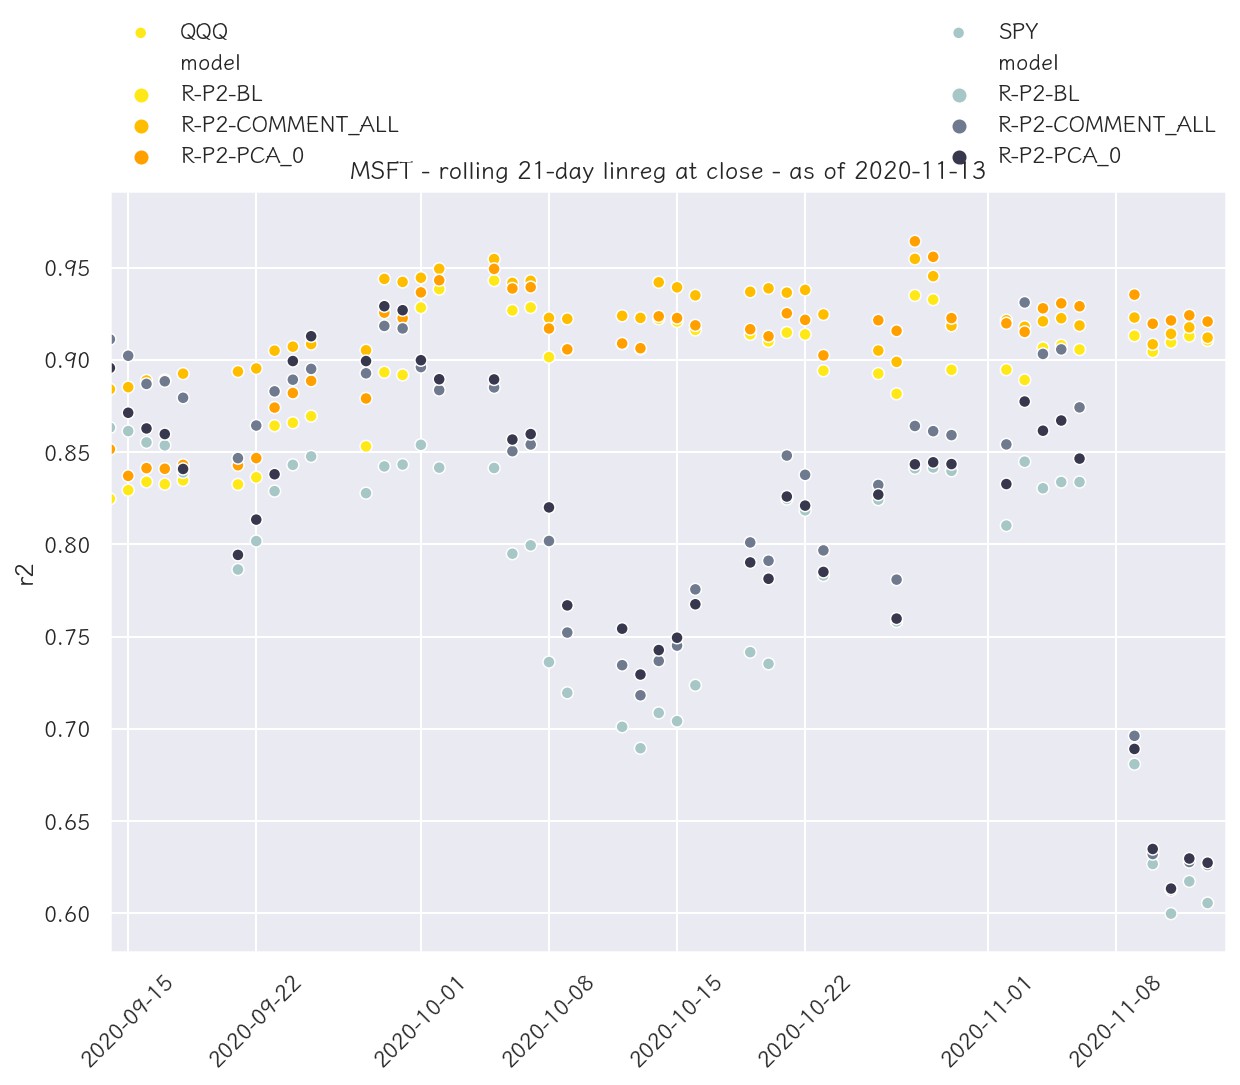 QQQ
model
R-P2-BL
R-P2-COMMENT_ALL
R-P2-PCA_0
SPY
model
R-P2-BL
R-P2-COMMENT_ALL
R-P2-PCA_0
MSFT - rolling 21-day linreg at close - as of 2020-11-13
r2
0.95
0.90
0.85
0.80
0.75
0.70
0.65
0.60
2020-09-15
2020-09-22
2020-10-01
2020-10-08
2020-10-15
2020-10-22
2020-11-01
2020-11-08